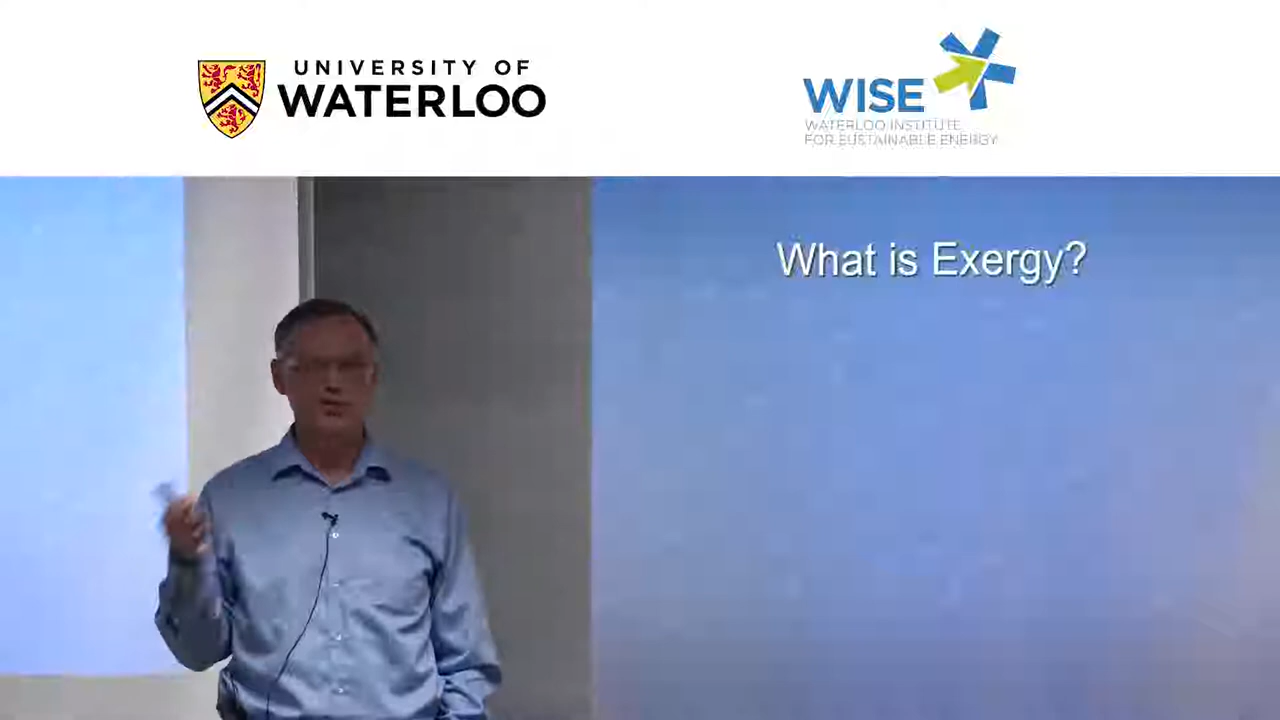 UNIVERSITY OF
WATERLOO
WISE
WATERLOO INSTITUTE
FOR SUSTAINABLE ENERGY
What is Exergy?